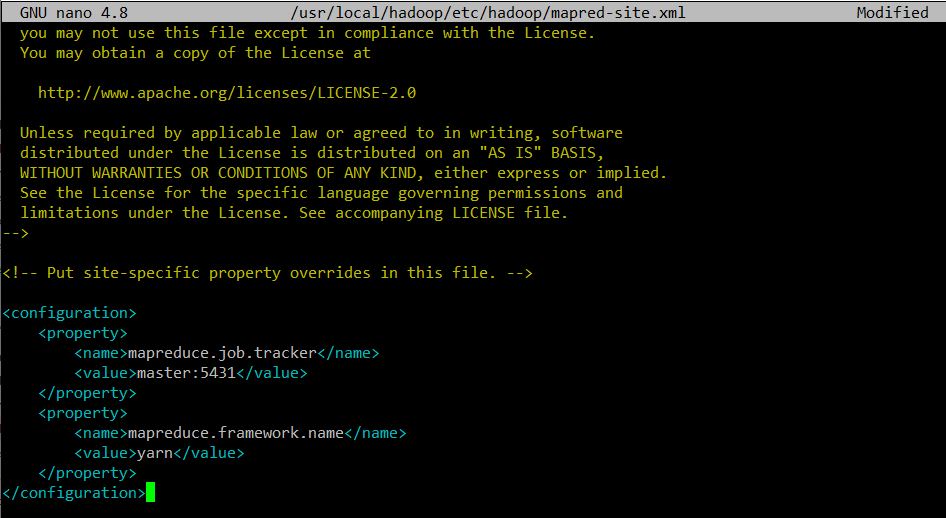 GNU nano 4.8 /usr/local/hadoop/etc/hadoop/mapred-site.xml Modified
you may not use this file except in compliance with the License.
You may obtain a copy of the License at
http://www.apache.org/licenses/LICENSE-2.0
Unless required by applicable law or agreed to in writing, software
distributed under the License is distributed on an "AS IS" BASIS,
WITHOUT WARRANTIES OR CONDITIONS OF ANY KIND, either express or implied.
See the License for the specific language governing permissions and
limitations under the License. See accompanying LICENSE file.
-->
<!-- Put site-specific property overrides in this file. -->
<configuration>
<property>
<name>mapreduce.job.tracker</name>
<value>master:5431</value>
</property>
<property>
<name>mapreduce.framework.name</name>
<value>yarn</value>
</property>
</configuration>